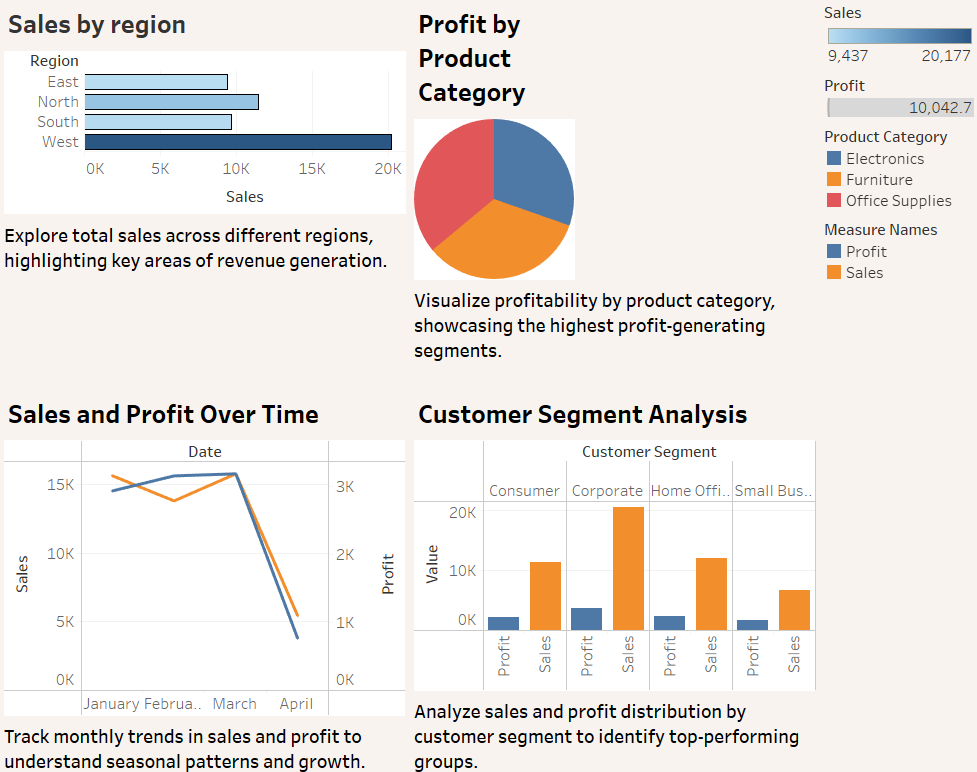 Sales by region
Region
East
North
South
West
0K 5K 10K 15K 20K
Sales
Explore total sales across different regions,
highlighting key areas of revenue generation.
Profit by
Product
Category
Visualize profitability by product category,
showcasing the highest profit-generating
segments.
Sales
9,437 20,177
Profit
10,042.7
Product Category
Electronics
Furniture
Office Supplies
Measure Names
Profit
Sales
Sales and Profit Over Time
Date
15K
10K
5K
0K
Sales
3K
2K
1K
0K
Profit
January Februa.. March April
Track monthly trends in sales and profit to
understand seasonal patterns and growth.
Customer Segment Analysis
Customer Segment
Consumer Corporate Home Offi.. Small Bus..
20K
10K
0K
Value
Profit Sales Profit Sales Profit Sales Profit Sales
Analyze sales and profit distribution by
customer segment to identify top-performing
groups.